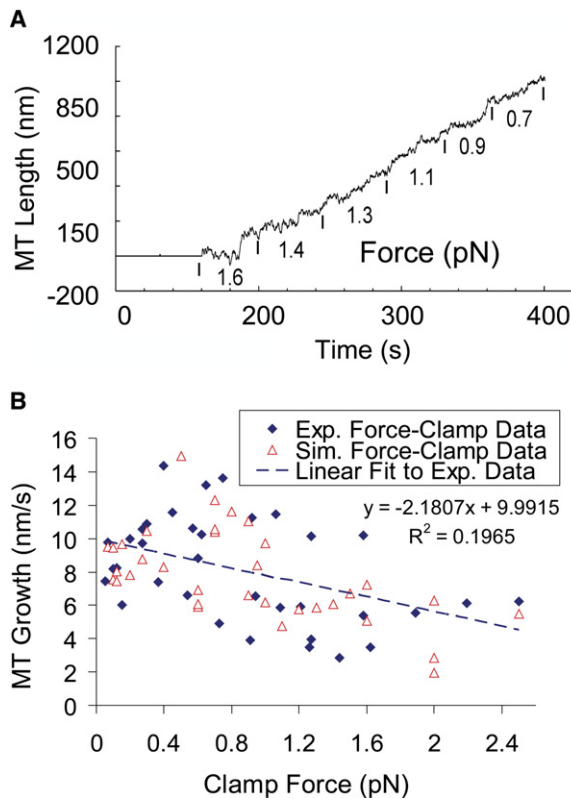 A
1200
850
500
150
-200
MT Length (nm)
1.6
1.4
1.3
1.1
0.9
0.7
Force (pN)
0
200
300
400
Time (s)
B
Exp. Force-Clamp Data
Sim. Force-Clamp Data
Linear Fit to Exp. Data
y = -2.1807x + 9.9915
R² = 0.1965
16
14
12
10
8
6
4
2
0
MT Growth (nm/s)
0
0.4
0.8
1.2
1.6
2
2.4
Clamp Force (pN)